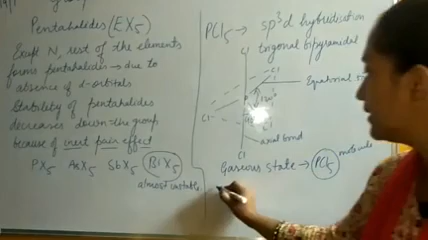 Pentahalides (EX5)
Except N, rest of the elements
forms pentahalides → due to
absence of d-orbitals
Stability of pentahalides
decreases down the group
because of inert pair effect
PX5 AsX5 SbX5 BiX5
almost unstable
PCl5 → sp3d hybridisation
trigonal bipyramidal
Cl
Cl
Equatorial
P
120°
Cl
Cl
axial bond
Cl
Gaseous state → PCl5 molecule